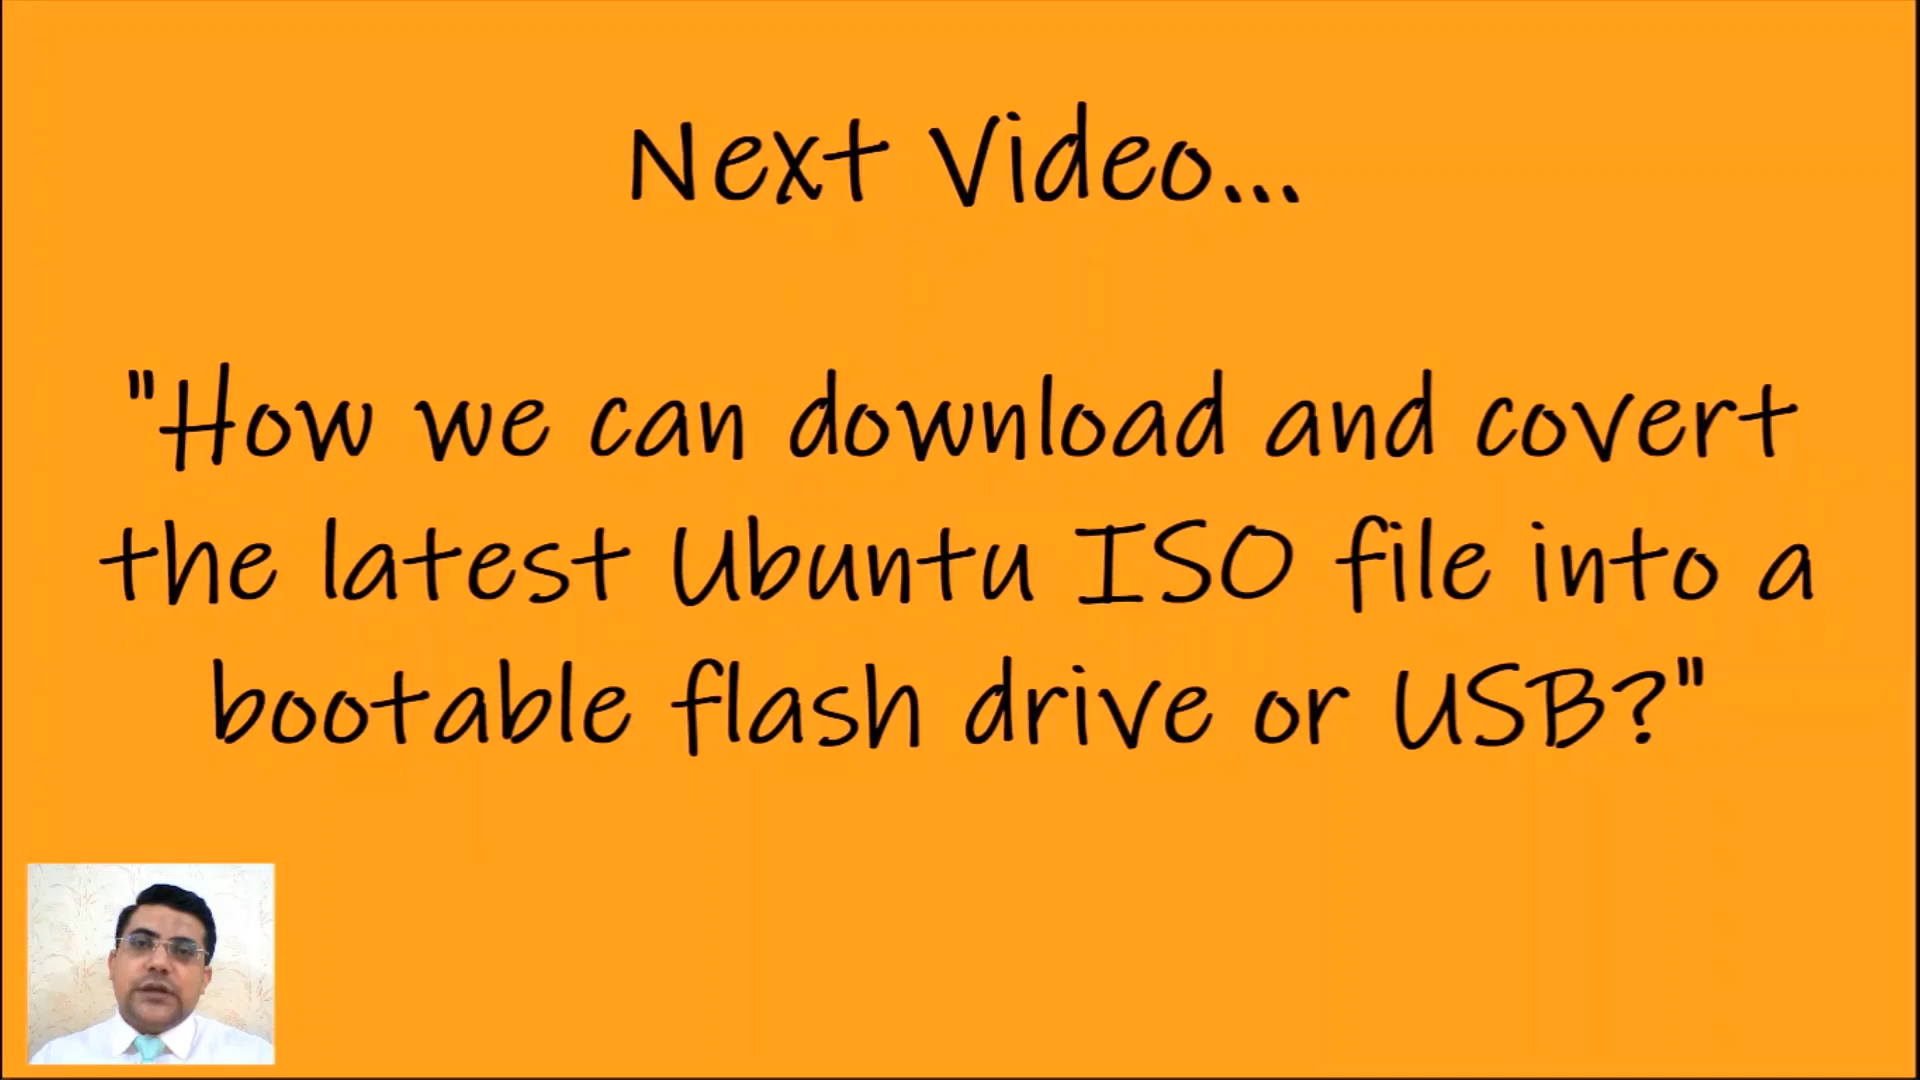 Next Video...
"How we can download and covert
the latest Ubuntu ISO file into a
bootable flash drive or USB?"